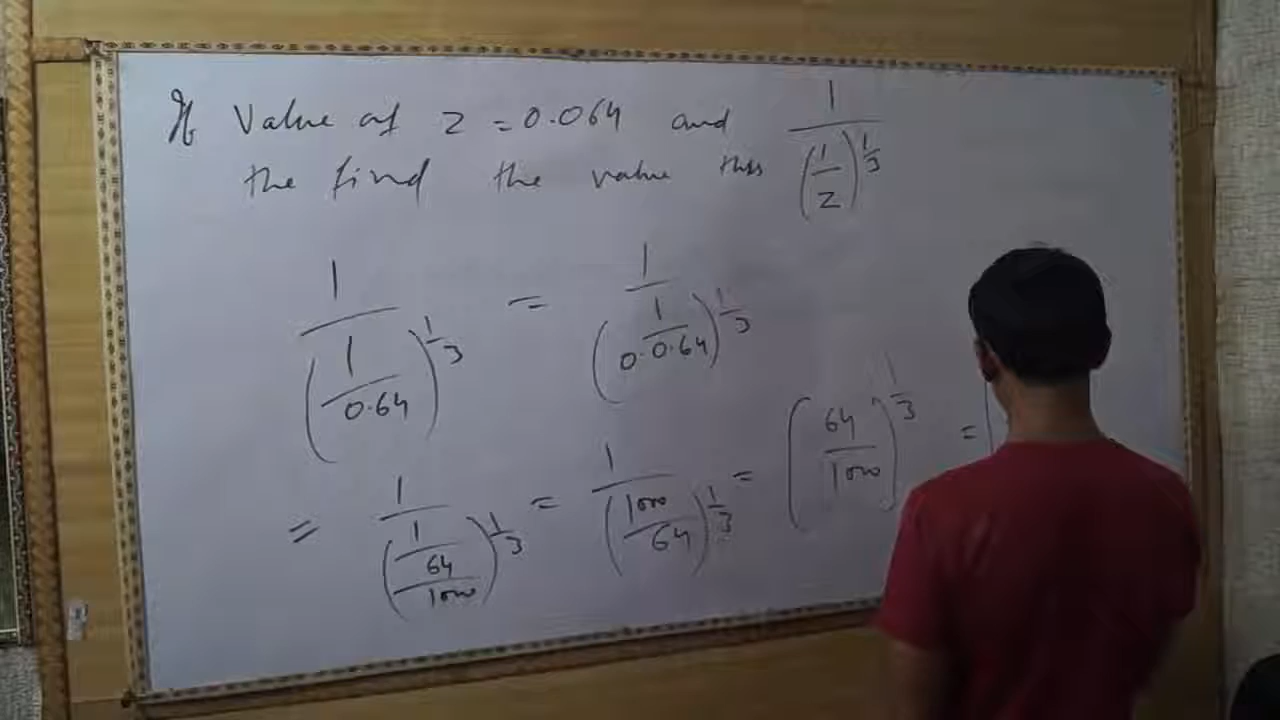 If Value of z = 0.064 and 1/(1/z)^1/3
the find the value this
1/(1/0.64)^1/3 = 1/(1/0.0.64)^1/3
= 1/(1/(64/1000))^1/3 = 1/(1000/64)^1/3 = (64/1000)^1/3 =